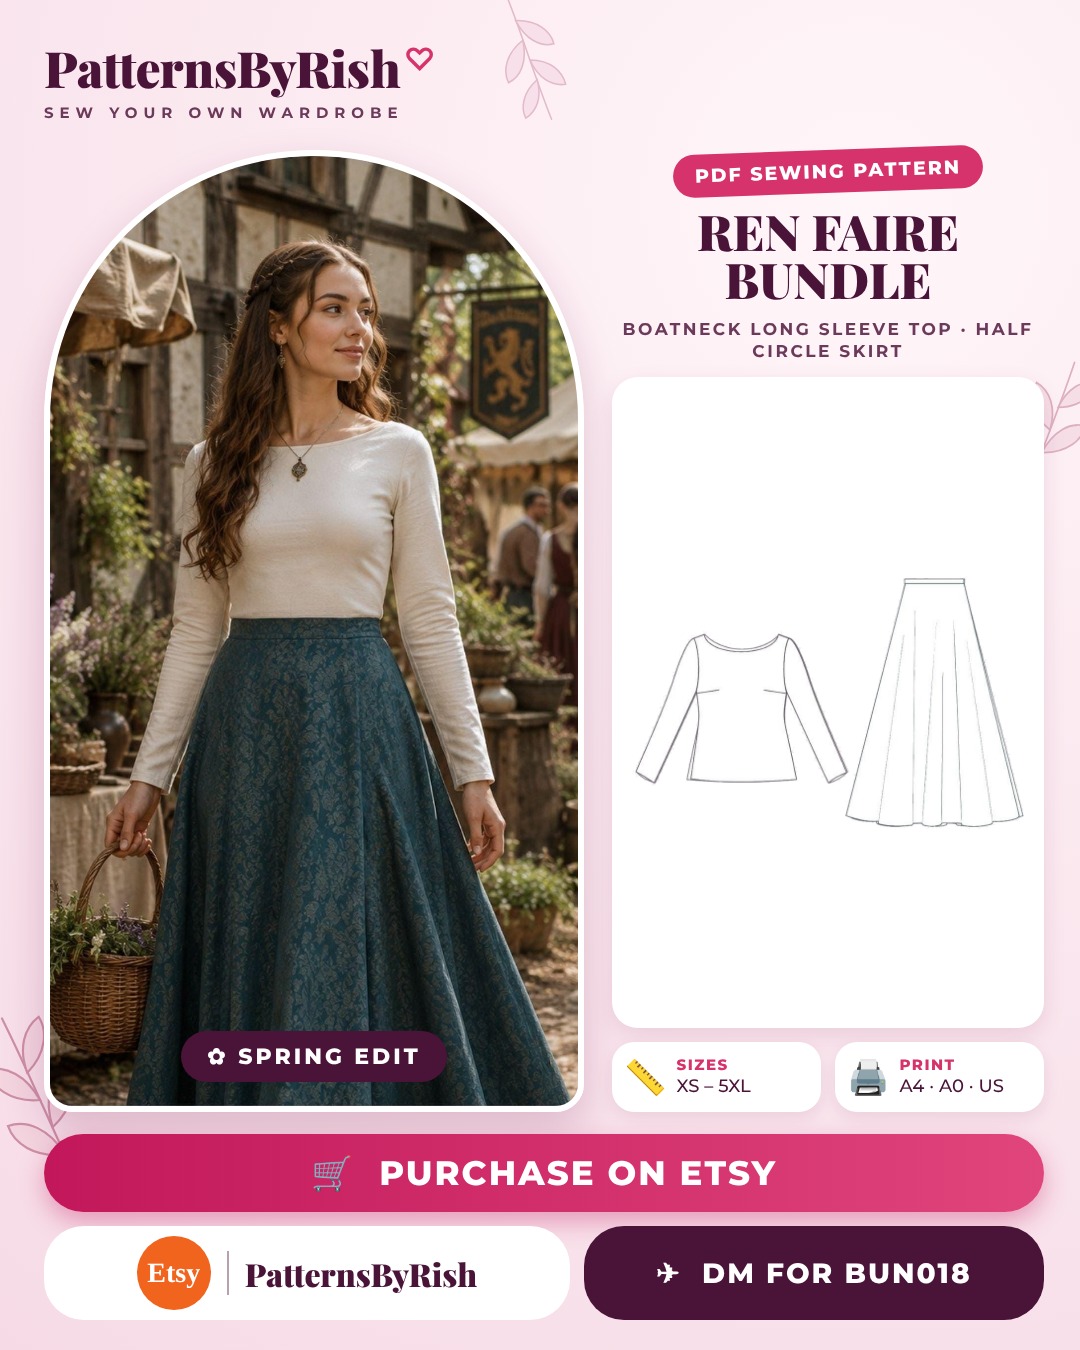 PatternsByRish♡
SEW YOUR OWN WARDROBE
PDF SEWING PATTERN
REN FAIRE
BUNDLE
BOATNECK LONG SLEEVE TOP · HALF
CIRCLE SKIRT
✿ SPRING EDIT
SIZES
XS – 5XL
PRINT
A4 · A0 · US
PURCHASE ON ETSY
Etsy
PatternsByRish
✈ DM FOR BUN018